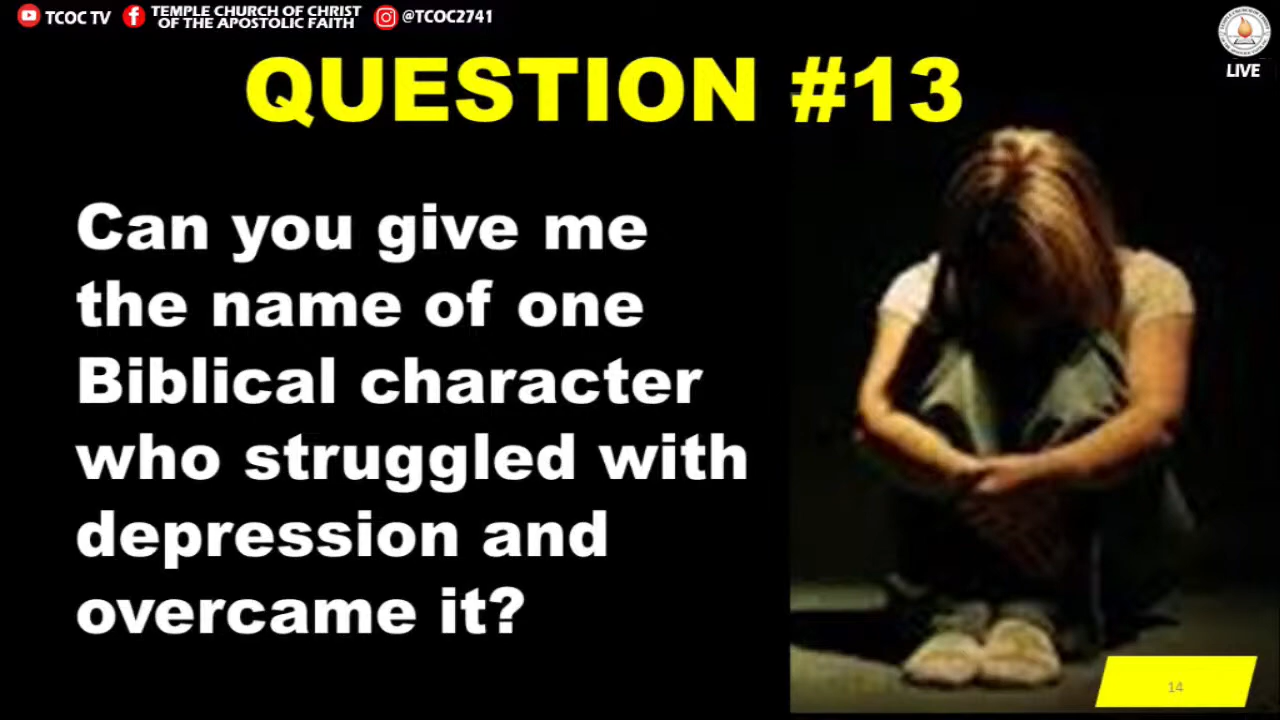 TCOC TV
TEMPLE CHURCH OF CHRIST
OF THE APOSTOLIC FAITH
@TCOC2741
LIVE
QUESTION #13
Can you give me
the name of one
Biblical character
who struggled with
depression and
overcame it?
14